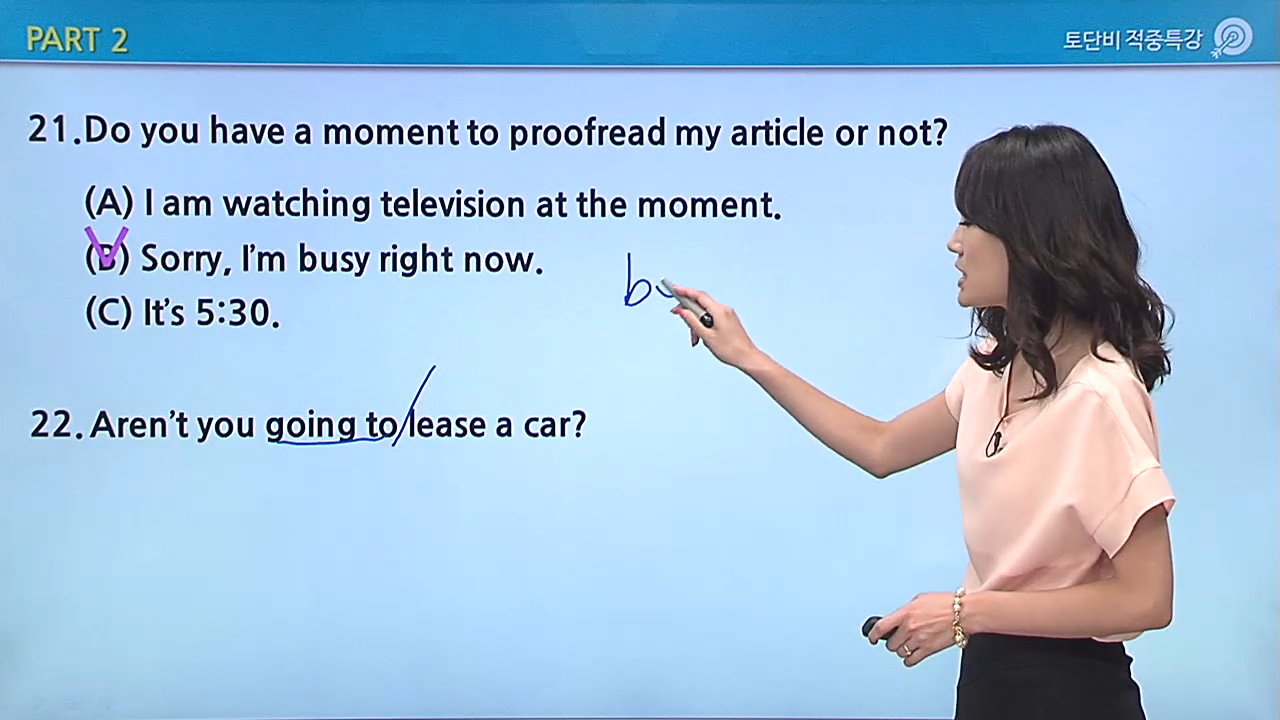 PART 2
토단비 적중특강
21. Do you have a moment to proofread my article or not?
(A) I am watching television at the moment.
(B) Sorry, I'm busy right now.
(C) It's 5:30.
bu
22. Aren't you going to lease a car?